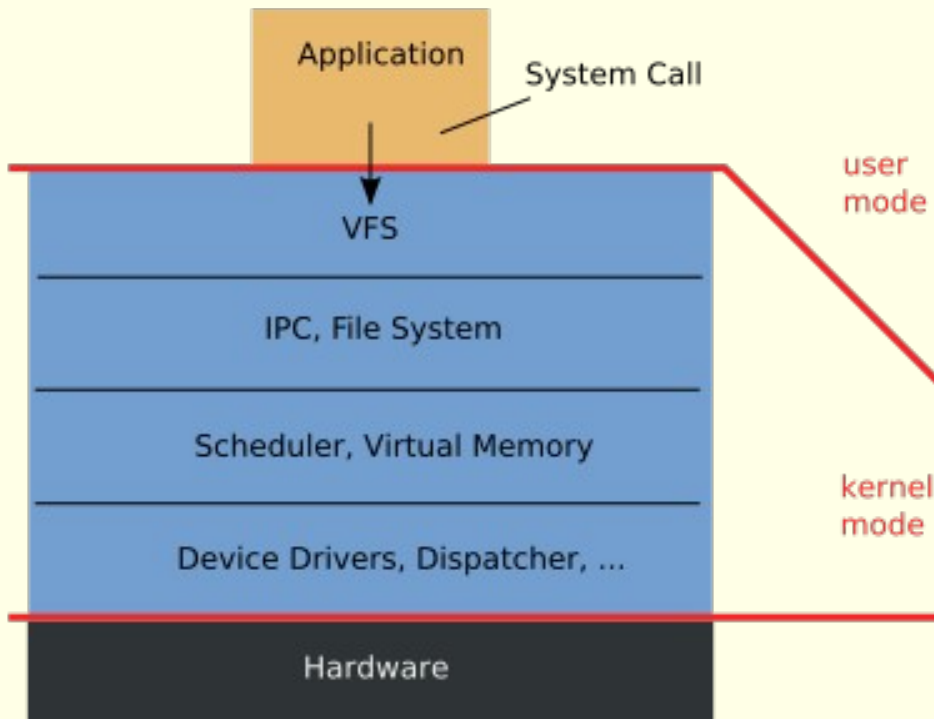 Application
System Call
user
mode
VFS
IPC, File System
Scheduler, Virtual Memory
kernel
mode
Device Drivers, Dispatcher, ...
Hardware